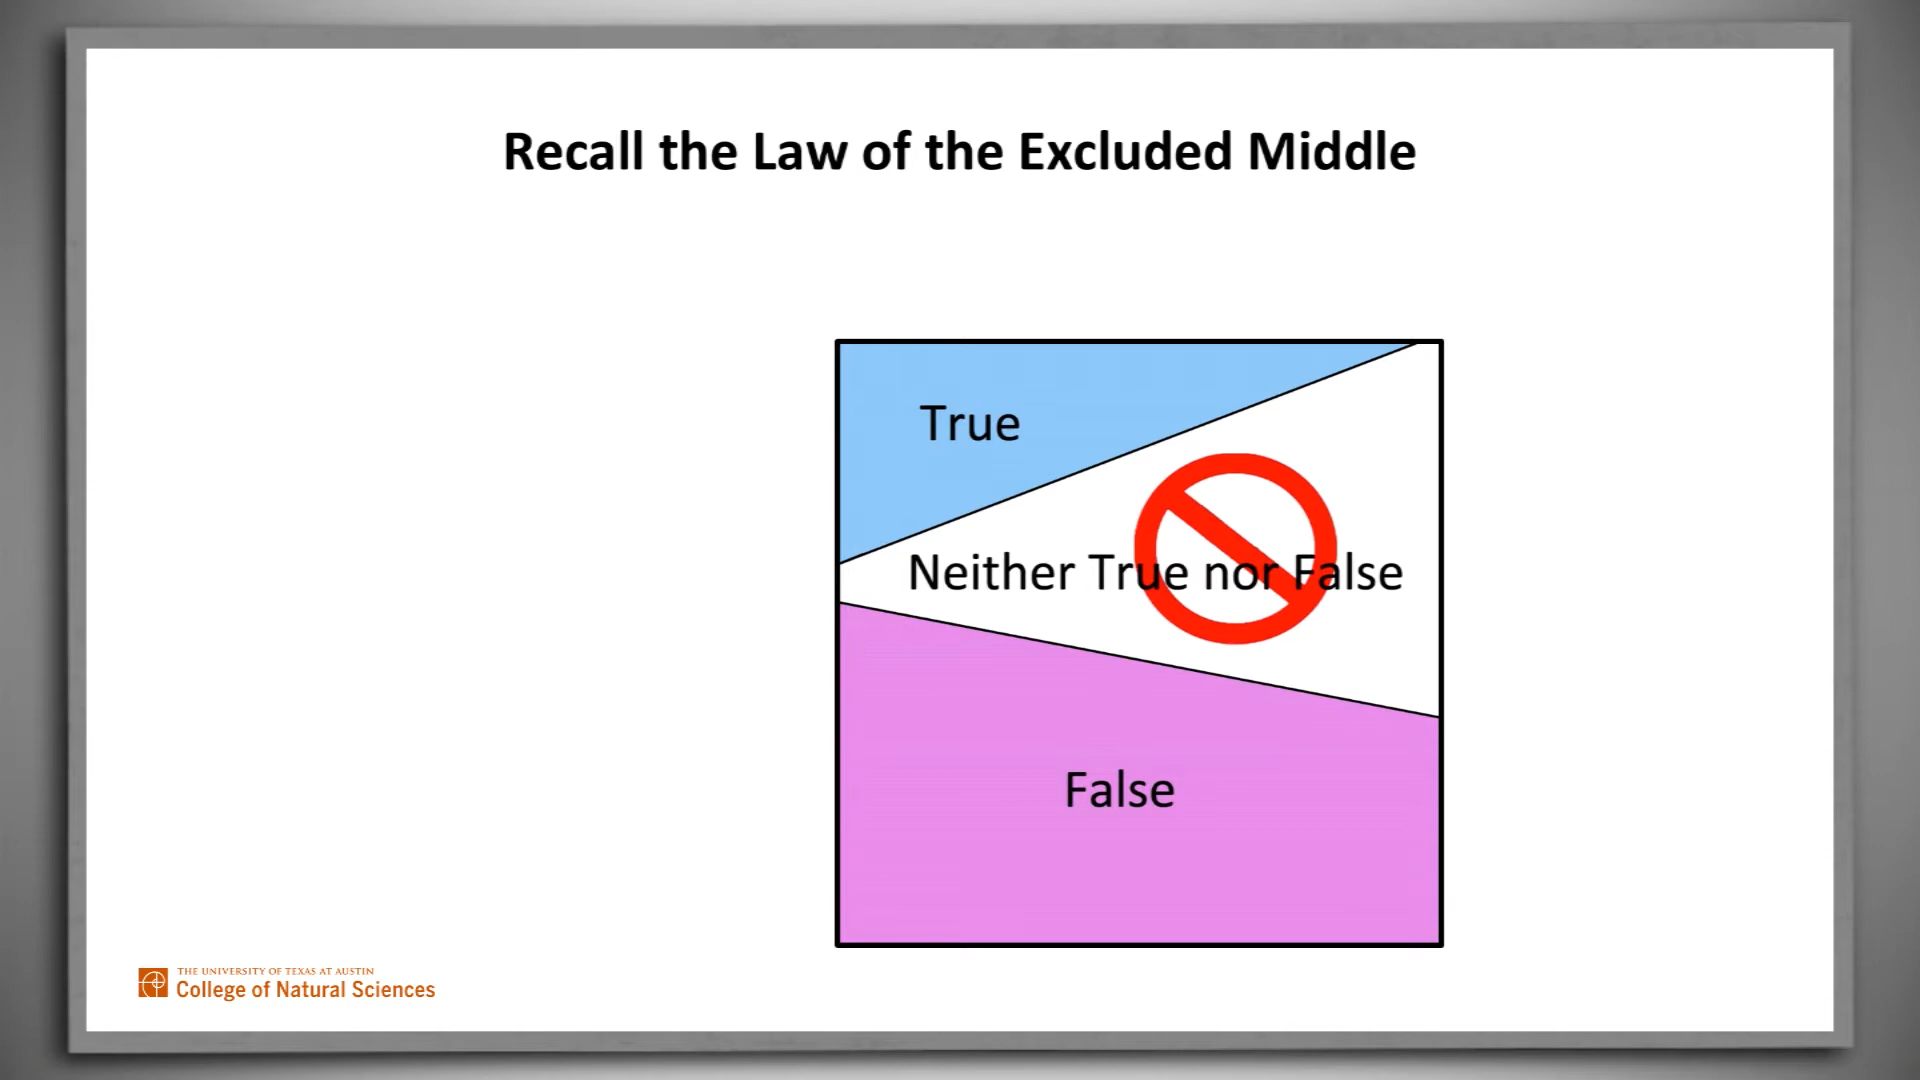 Recall the Law of the Excluded Middle
True
Neither True nor False
False
THE UNIVERSITY OF TEXAS AT AUSTIN
College of Natural Sciences